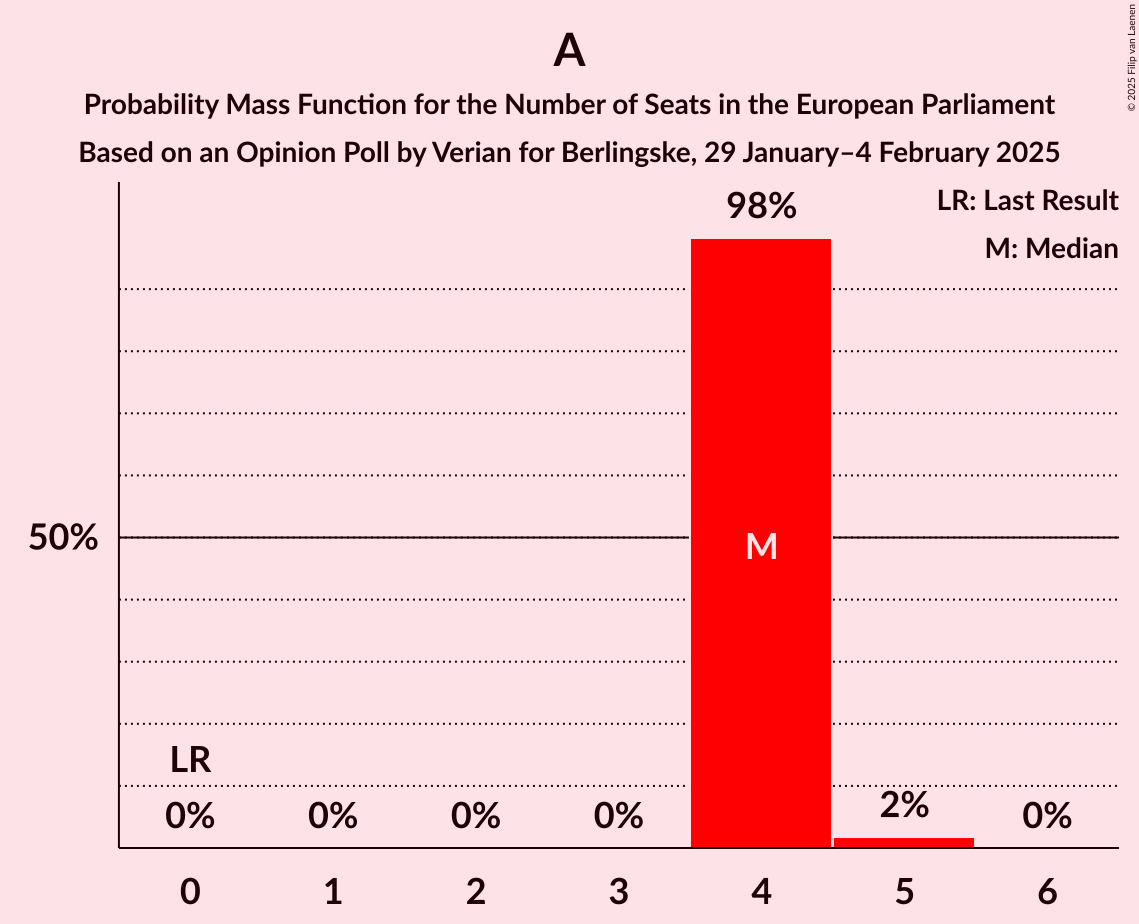 A
Probability Mass Function for the Number of Seats in the European Parliament
Based on an Opinion Poll by Verian for Berlingske, 29 January–4 February 2025
© 2025 Filip van Laenen
LR: Last Result
M: Median
98%
50%
M
LR
0%
0%
0%
0%
2%
0%
0
1
2
3
4
5
6